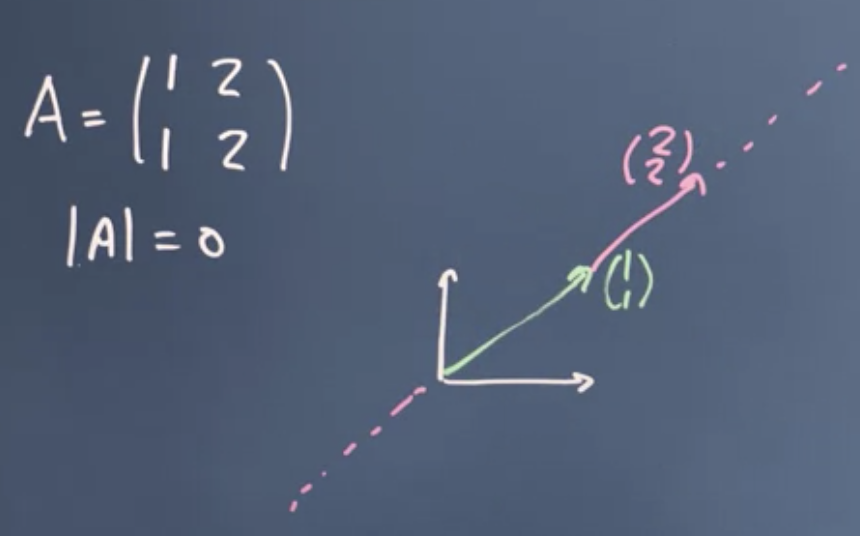 A = (1 2
1 2)
|A| = 0
(2
2)
(1
1)